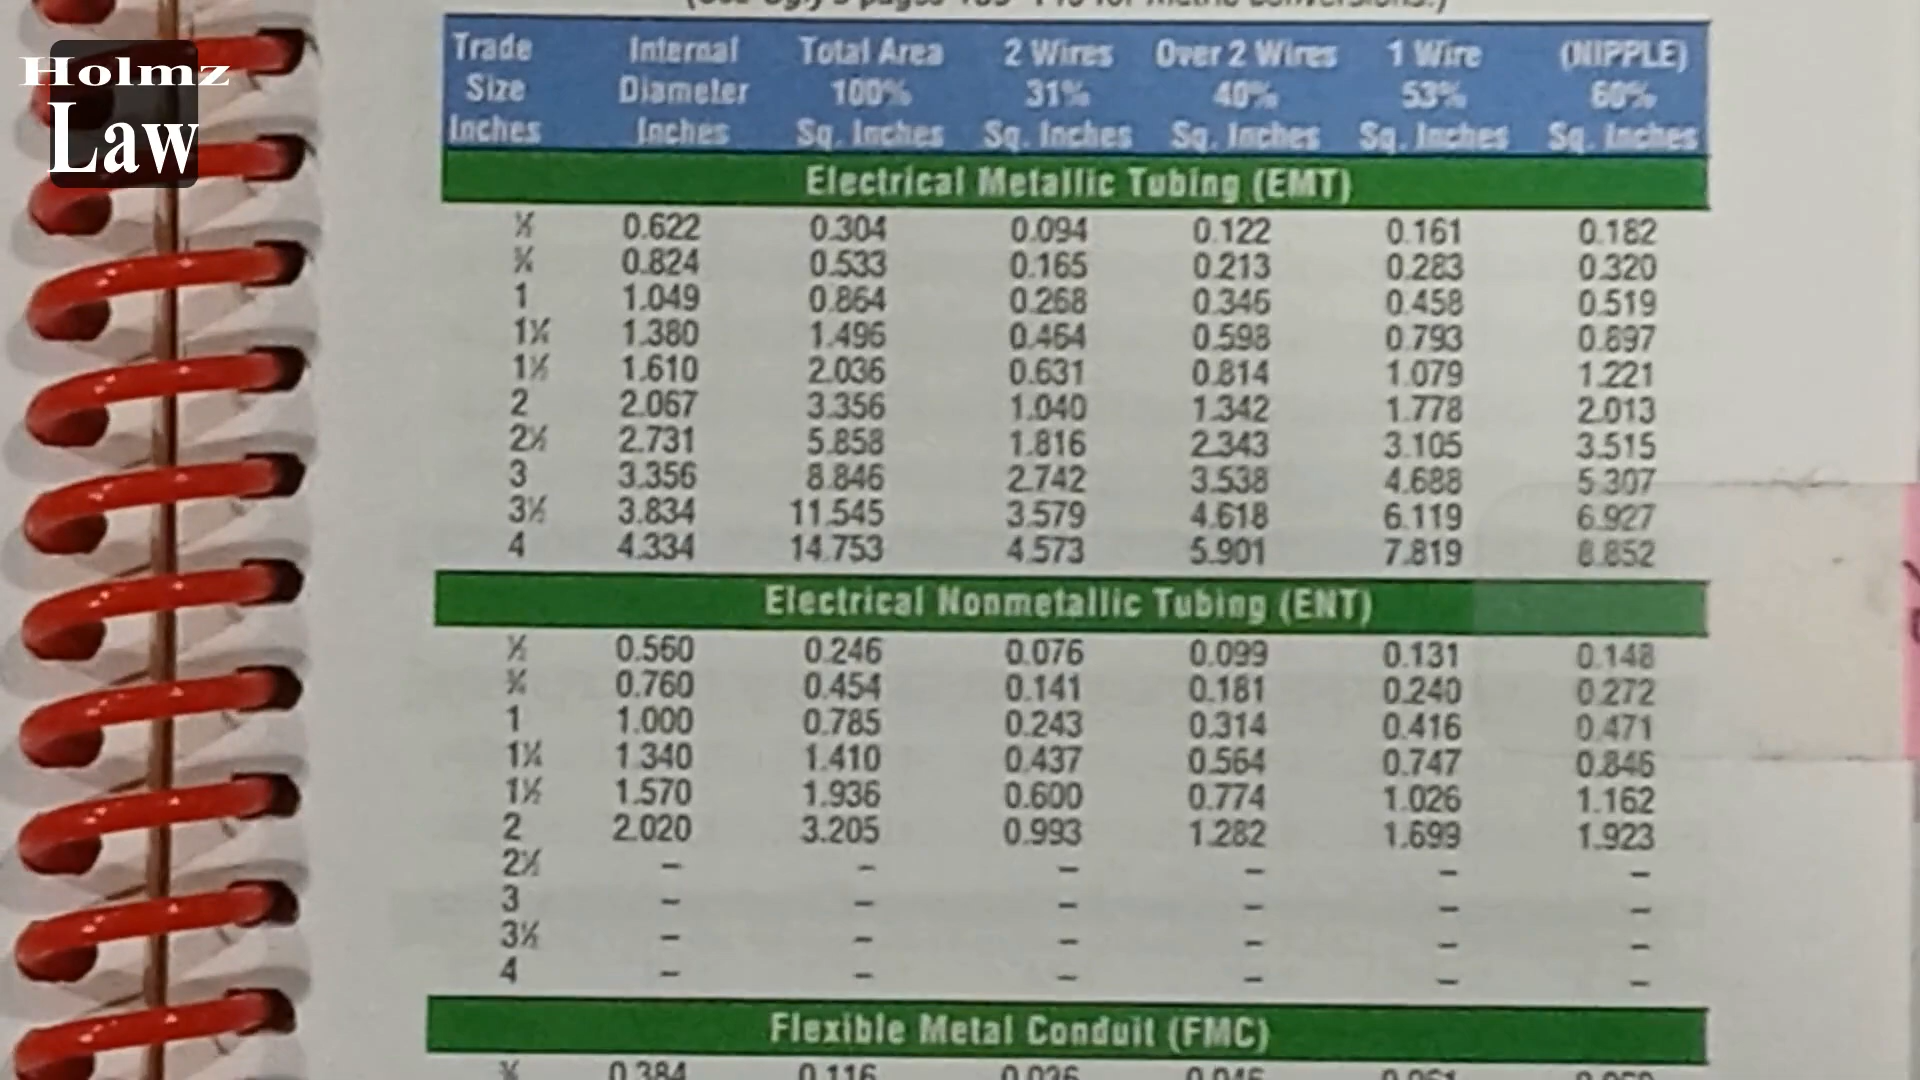 Holmz
Law
Trade Internal Total Area 2 Wires Over 2 Wires 1 Wire (NIPPLE)
Size Diameter 100% 31% 40% 53% 60%
Inches Inches Sq. Inches Sq. Inches Sq. Inches Sq. Inches Sq. Inches
Electrical Metallic Tubing (EMT)
½ 0.622 0.304 0.094 0.122 0.161 0.182
¾ 0.824 0.533 0.165 0.213 0.283 0.320
1 1.049 0.864 0.268 0.346 0.458 0.519
1¼ 1.380 1.496 0.464 0.598 0.793 0.897
1½ 1.610 2.036 0.631 0.814 1.079 1.221
2 2.067 3.356 1.040 1.342 1.778 2.013
2½ 2.731 5.858 1.816 2.343 3.105 3.515
3 3.356 8.846 2.742 3.538 4.688 5.307
3½ 3.834 11.545 3.579 4.618 6.119 6.927
4 4.334 14.753 4.573 5.901 7.819 8.852
Electrical Nonmetallic Tubing (ENT)
½ 0.560 0.246 0.076 0.099 0.131 0.148
¾ 0.760 0.454 0.141 0.181 0.240 0.272
1 1.000 0.785 0.243 0.314 0.416 0.471
1¼ 1.340 1.410 0.437 0.564 0.747 0.846
1½ 1.570 1.936 0.600 0.774 1.026 1.162
2 2.020 3.205 0.993 1.282 1.699 1.923
2½ – – – – – –
3 – – – – – –
3½ – – – – – –
4 – – – – – –
Flexible Metal Conduit (FMC)
½ 0.384 0.116